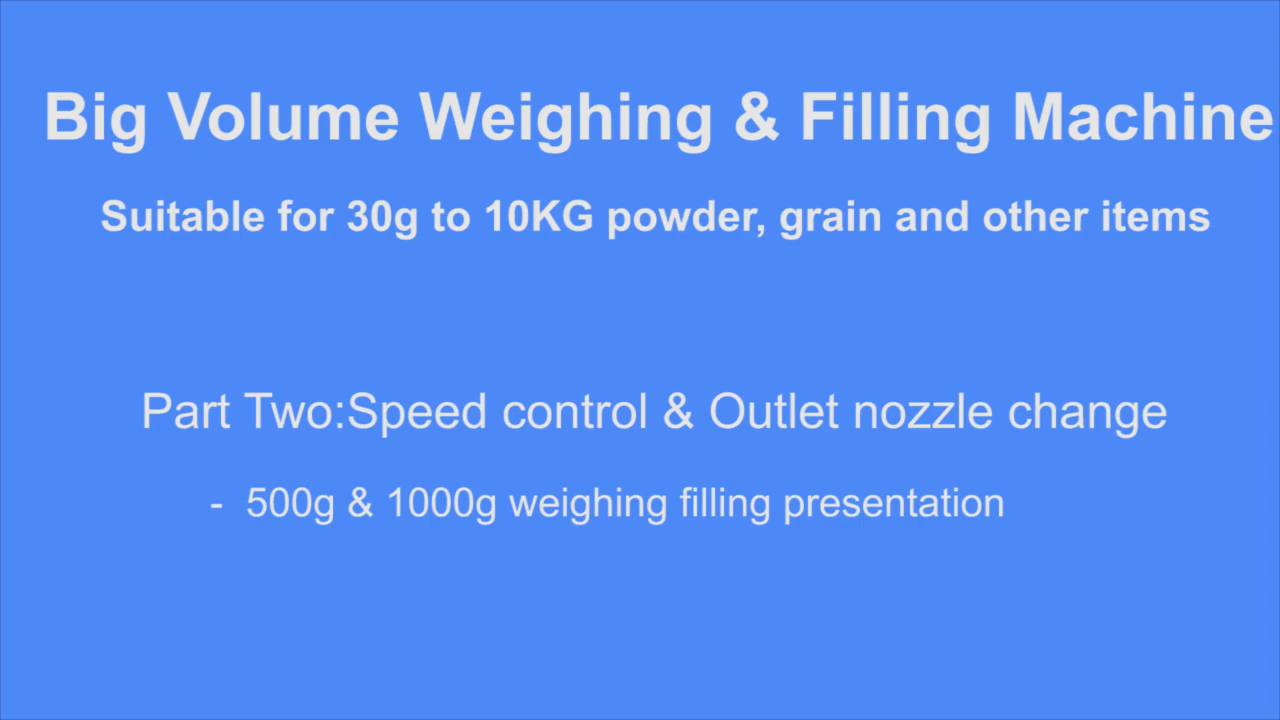 Big Volume Weighing & Filling Machine
Suitable for 30g to 10KG powder, grain and other items
Part Two:Speed control & Outlet nozzle change
- 500g & 1000g weighing filling presentation